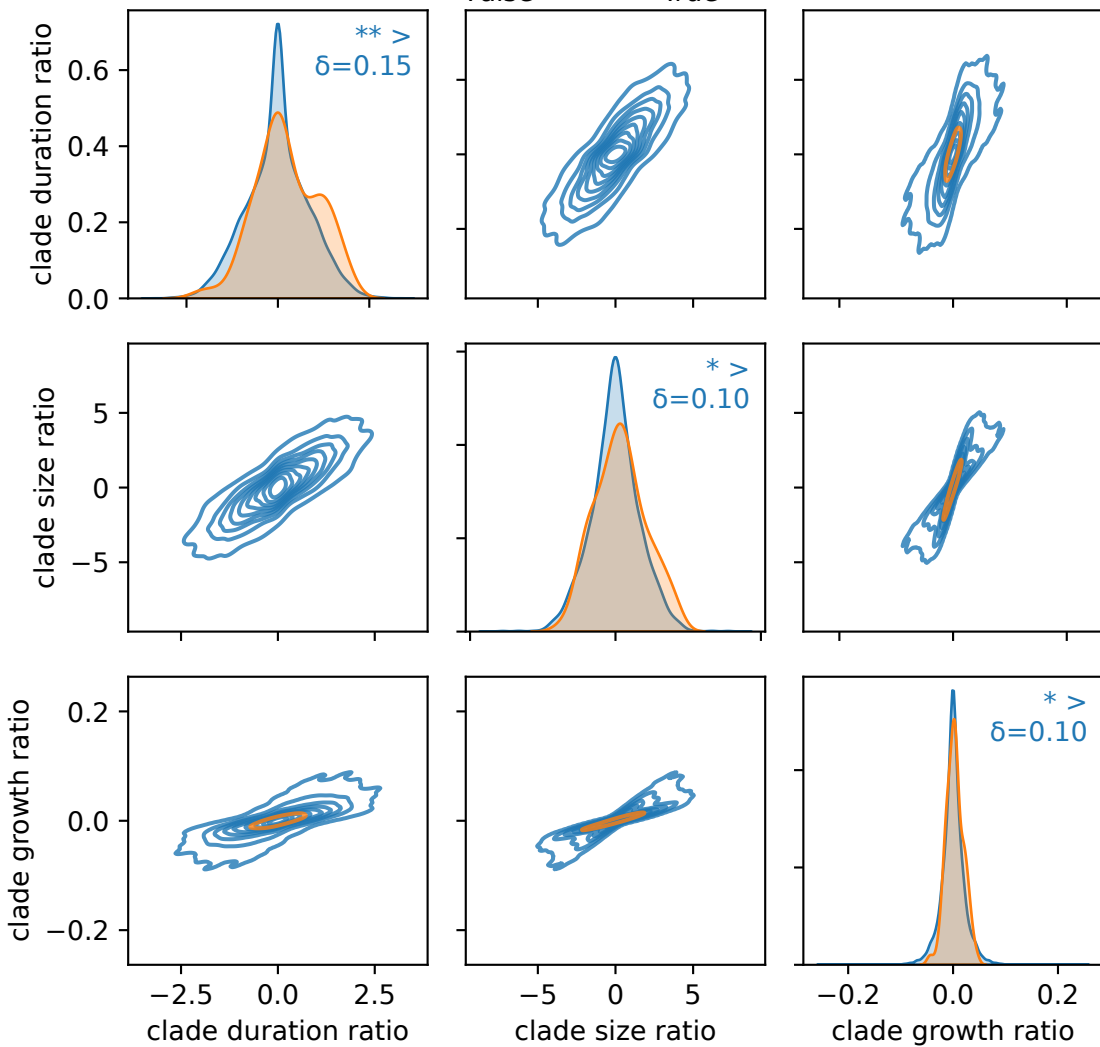 ** >
δ=0.15
clade duration ratio
0.6
0.4
0.2
0.0
clade size ratio
5
0
−5
* >
δ=0.10
clade growth ratio
0.2
0.0
−0.2
* >
δ=0.10
−2.5 0.0 2.5
−5 0 5
−0.2 0.0 0.2
clade duration ratio
clade size ratio
clade growth ratio